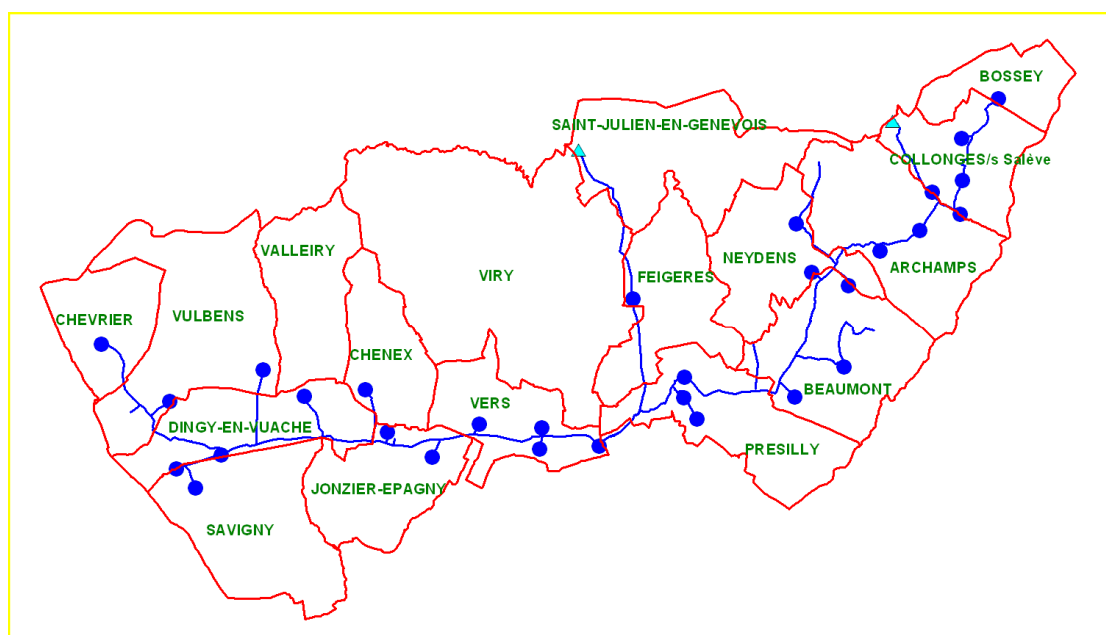 BOSSEY
SAINT-JULIEN-EN-GENEVOIS
COLLONGES/s Salève
VALLEIRY
NEYDENS
ARCHAMPS
VIRY
FEIGERES
CHEVRIER
VULBENS
CHENEX
BEAUMONT
VERS
DINGY-EN-VUACHE
PRESILLY
JONZIER-EPAGNY
SAVIGNY